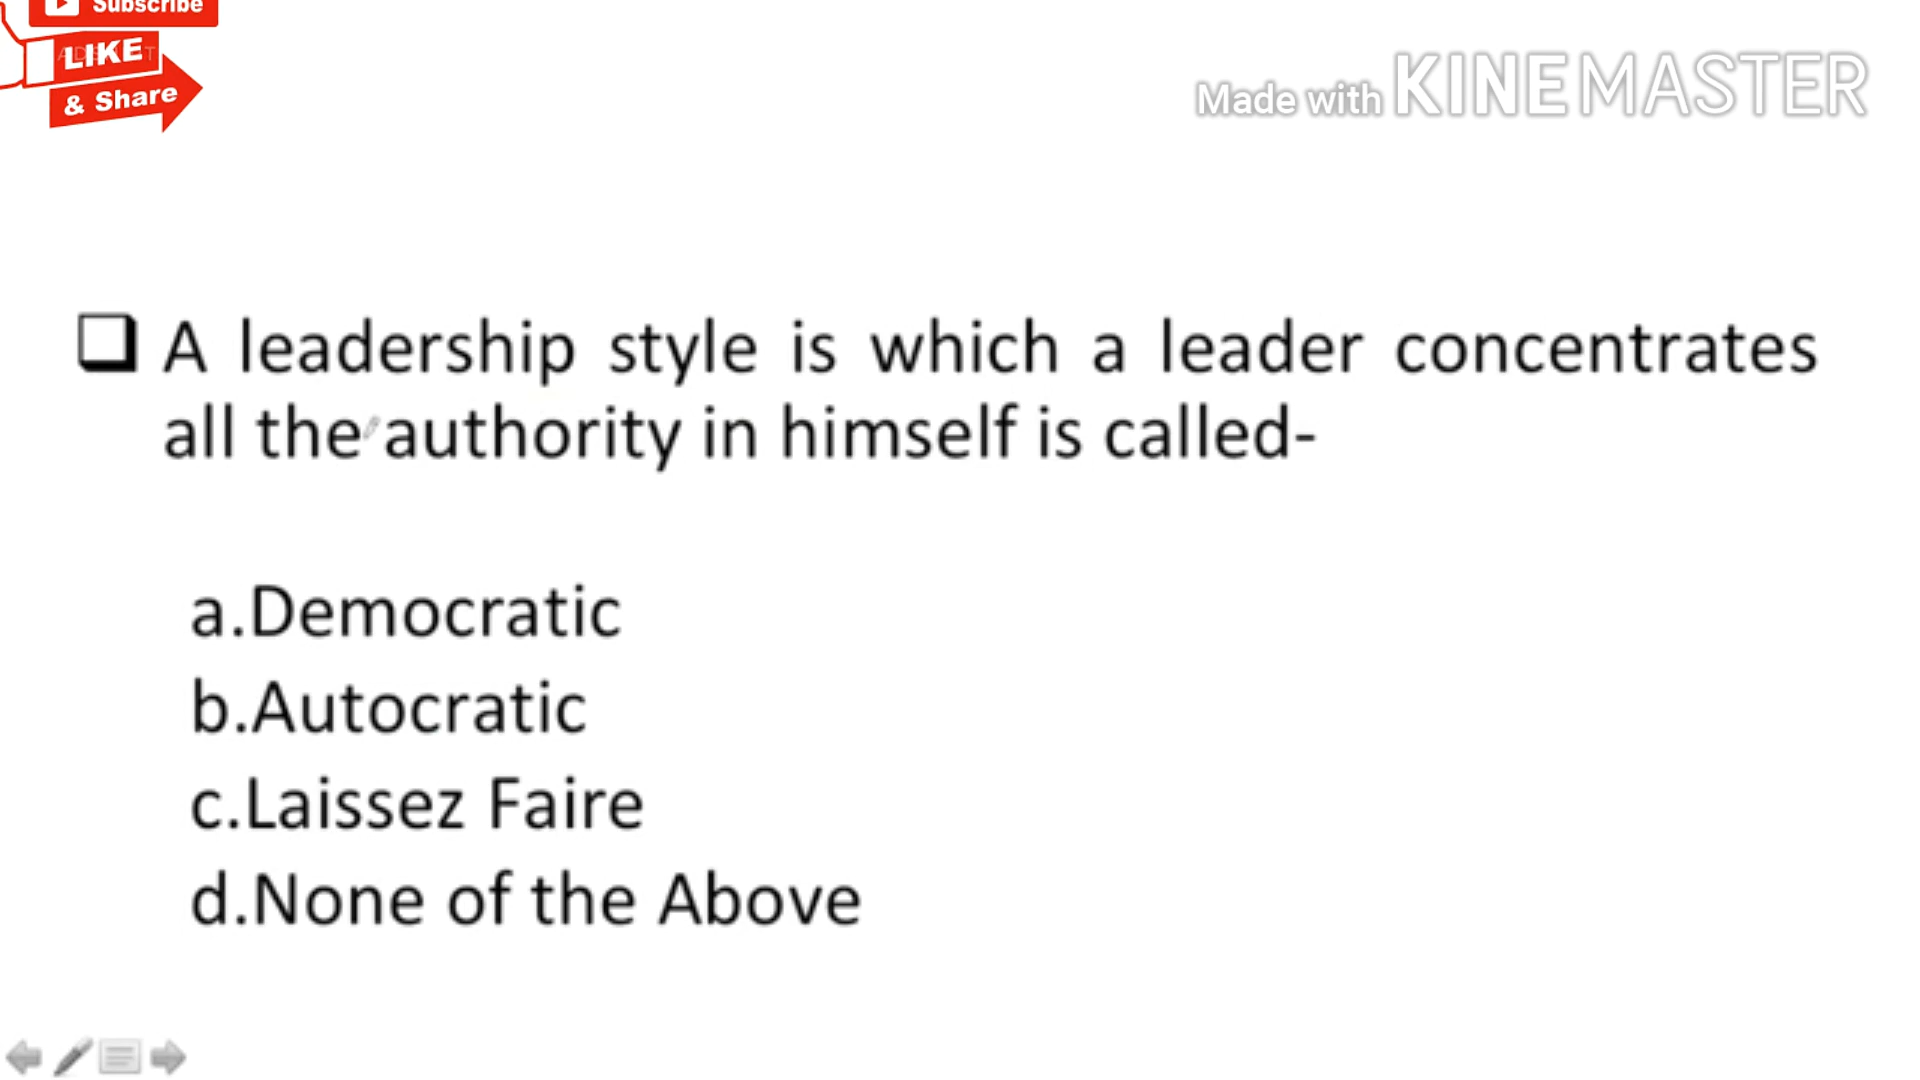 Subscribe
LIKE
& Share
Made with KINEMASTER
A leadership style is which a leader concentrates
all the authority in himself is called-
a.Democratic
b.Autocratic
c.Laissez Faire
d.None of the Above